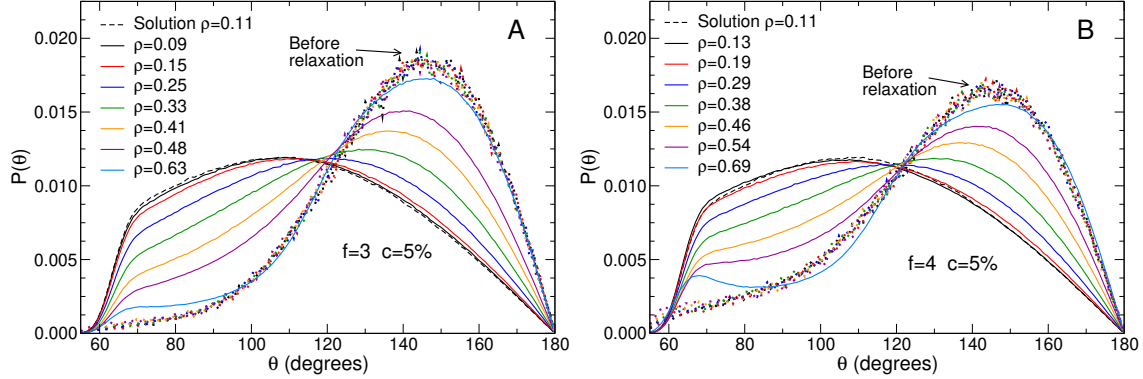 A
Solution ρ=0.11
ρ=0.09
ρ=0.15
ρ=0.25
ρ=0.33
ρ=0.41
ρ=0.48
ρ=0.63
Before
relaxation
f=3 c=5%
P(θ)
0.020
0.015
0.010
0.005
0.000
60 80 100 120 140 160 180
θ (degrees)
B
Solution ρ=0.11
ρ=0.13
ρ=0.19
ρ=0.29
ρ=0.38
ρ=0.46
ρ=0.54
ρ=0.69
Before
relaxation
f=4 c=5%
P(θ)
0.020
0.015
0.010
0.005
0.000
60 80 100 120 140 160 180
θ (degrees)